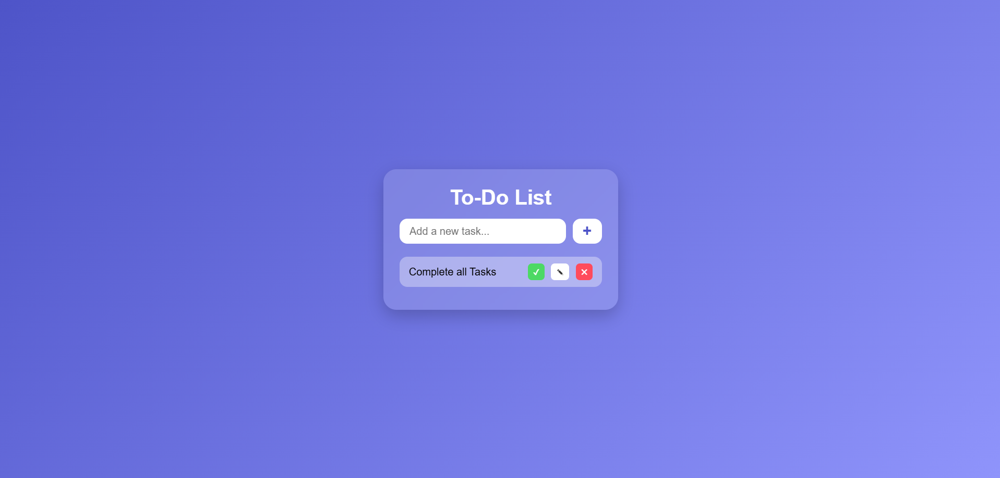 To-Do List
Add a new task...
+
Complete all Tasks